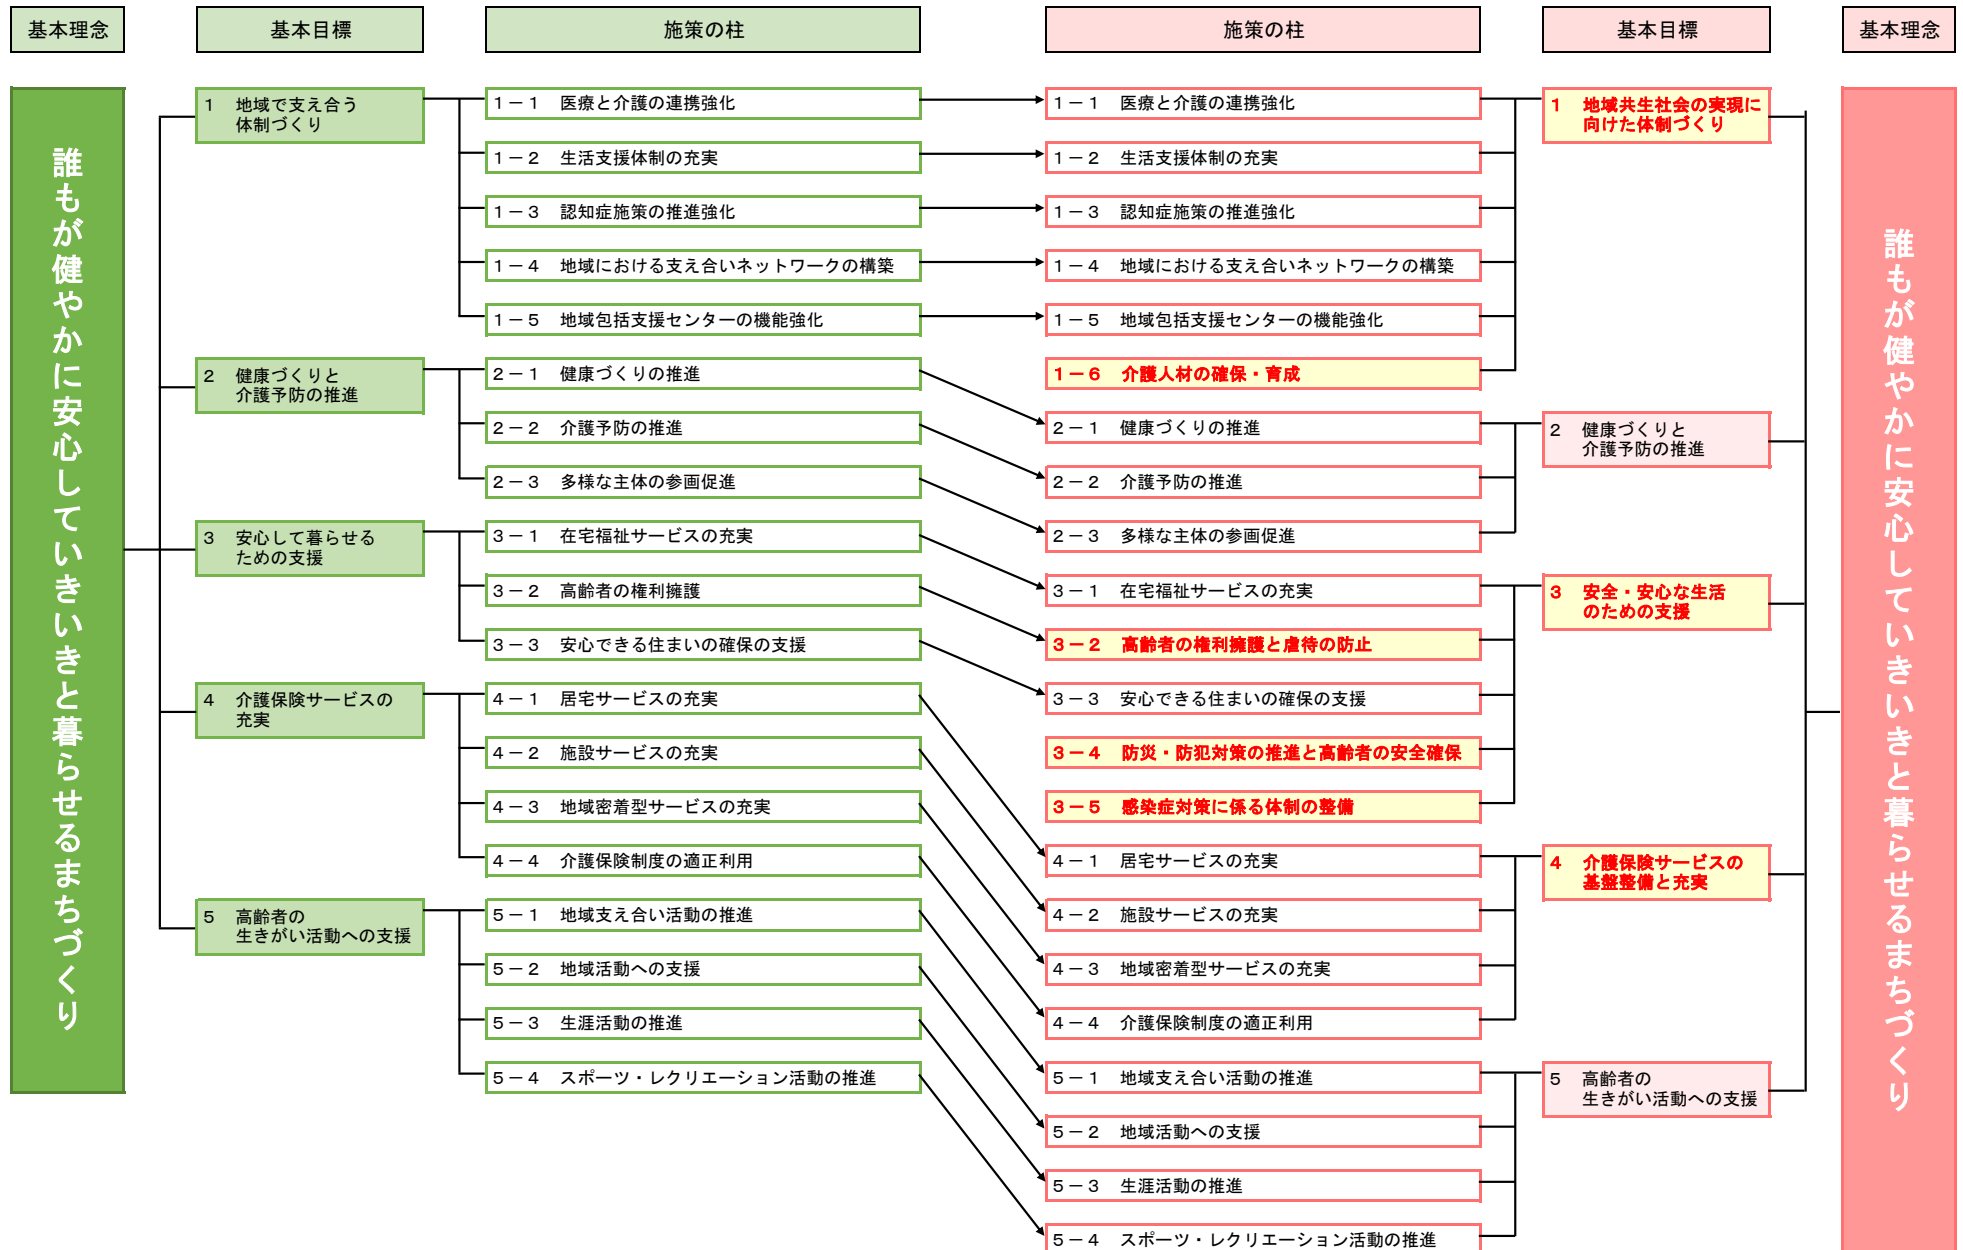 基本理念
基本目標
施策の柱
施策の柱
基本目標
基本理念
誰もが健やかに安心していきいきと暮らせるまちづくり
1 地域で支え合う
体制づくり
2 健康づくりと
介護予防の推進
3 安心して暮らせる
ための支援
4 介護保険サービスの
充実
5 高齢者の
生きがい活動への支援
1－1 医療と介護の連携強化
1－2 生活支援体制の充実
1－3 認知症施策の推進強化
1－4 地域における支え合いネットワークの構築
1－5 地域包括支援センターの機能強化
2－1 健康づくりの推進
2－2 介護予防の推進
2－3 多様な主体の参画促進
3－1 在宅福祉サービスの充実
3－2 高齢者の権利擁護
3－3 安心できる住まいの確保の支援
4－1 居宅サービスの充実
4－2 施設サービスの充実
4－3 地域密着型サービスの充実
4－4 介護保険制度の適正利用
5－1 地域支え合い活動の推進
5－2 地域活動への支援
5－3 生涯活動の推進
5－4 スポーツ・レクリエーション活動の推進
1－1 医療と介護の連携強化
1－2 生活支援体制の充実
1－3 認知症施策の推進強化
1－4 地域における支え合いネットワークの構築
1－5 地域包括支援センターの機能強化
1－6 介護人材の確保・育成
2－1 健康づくりの推進
2－2 介護予防の推進
2－3 多様な主体の参画促進
3－1 在宅福祉サービスの充実
3－2 高齢者の権利擁護と虐待の防止
3－3 安心できる住まいの確保の支援
3－4 防災・防犯対策の推進と高齢者の安全確保
3－5 感染症対策に係る体制の整備
4－1 居宅サービスの充実
4－2 施設サービスの充実
4－3 地域密着型サービスの充実
4－4 介護保険制度の適正利用
5－1 地域支え合い活動の推進
5－2 地域活動への支援
5－3 生涯活動の推進
5－4 スポーツ・レクリエーション活動の推進
1 地域共生社会の実現に
向けた体制づくり
2 健康づくりと
介護予防の推進
3 安全・安心な生活
のための支援
4 介護保険サービスの
基盤整備と充実
5 高齢者の
生きがい活動への支援
誰もが健やかに安心していきいきと暮らせるまちづくり